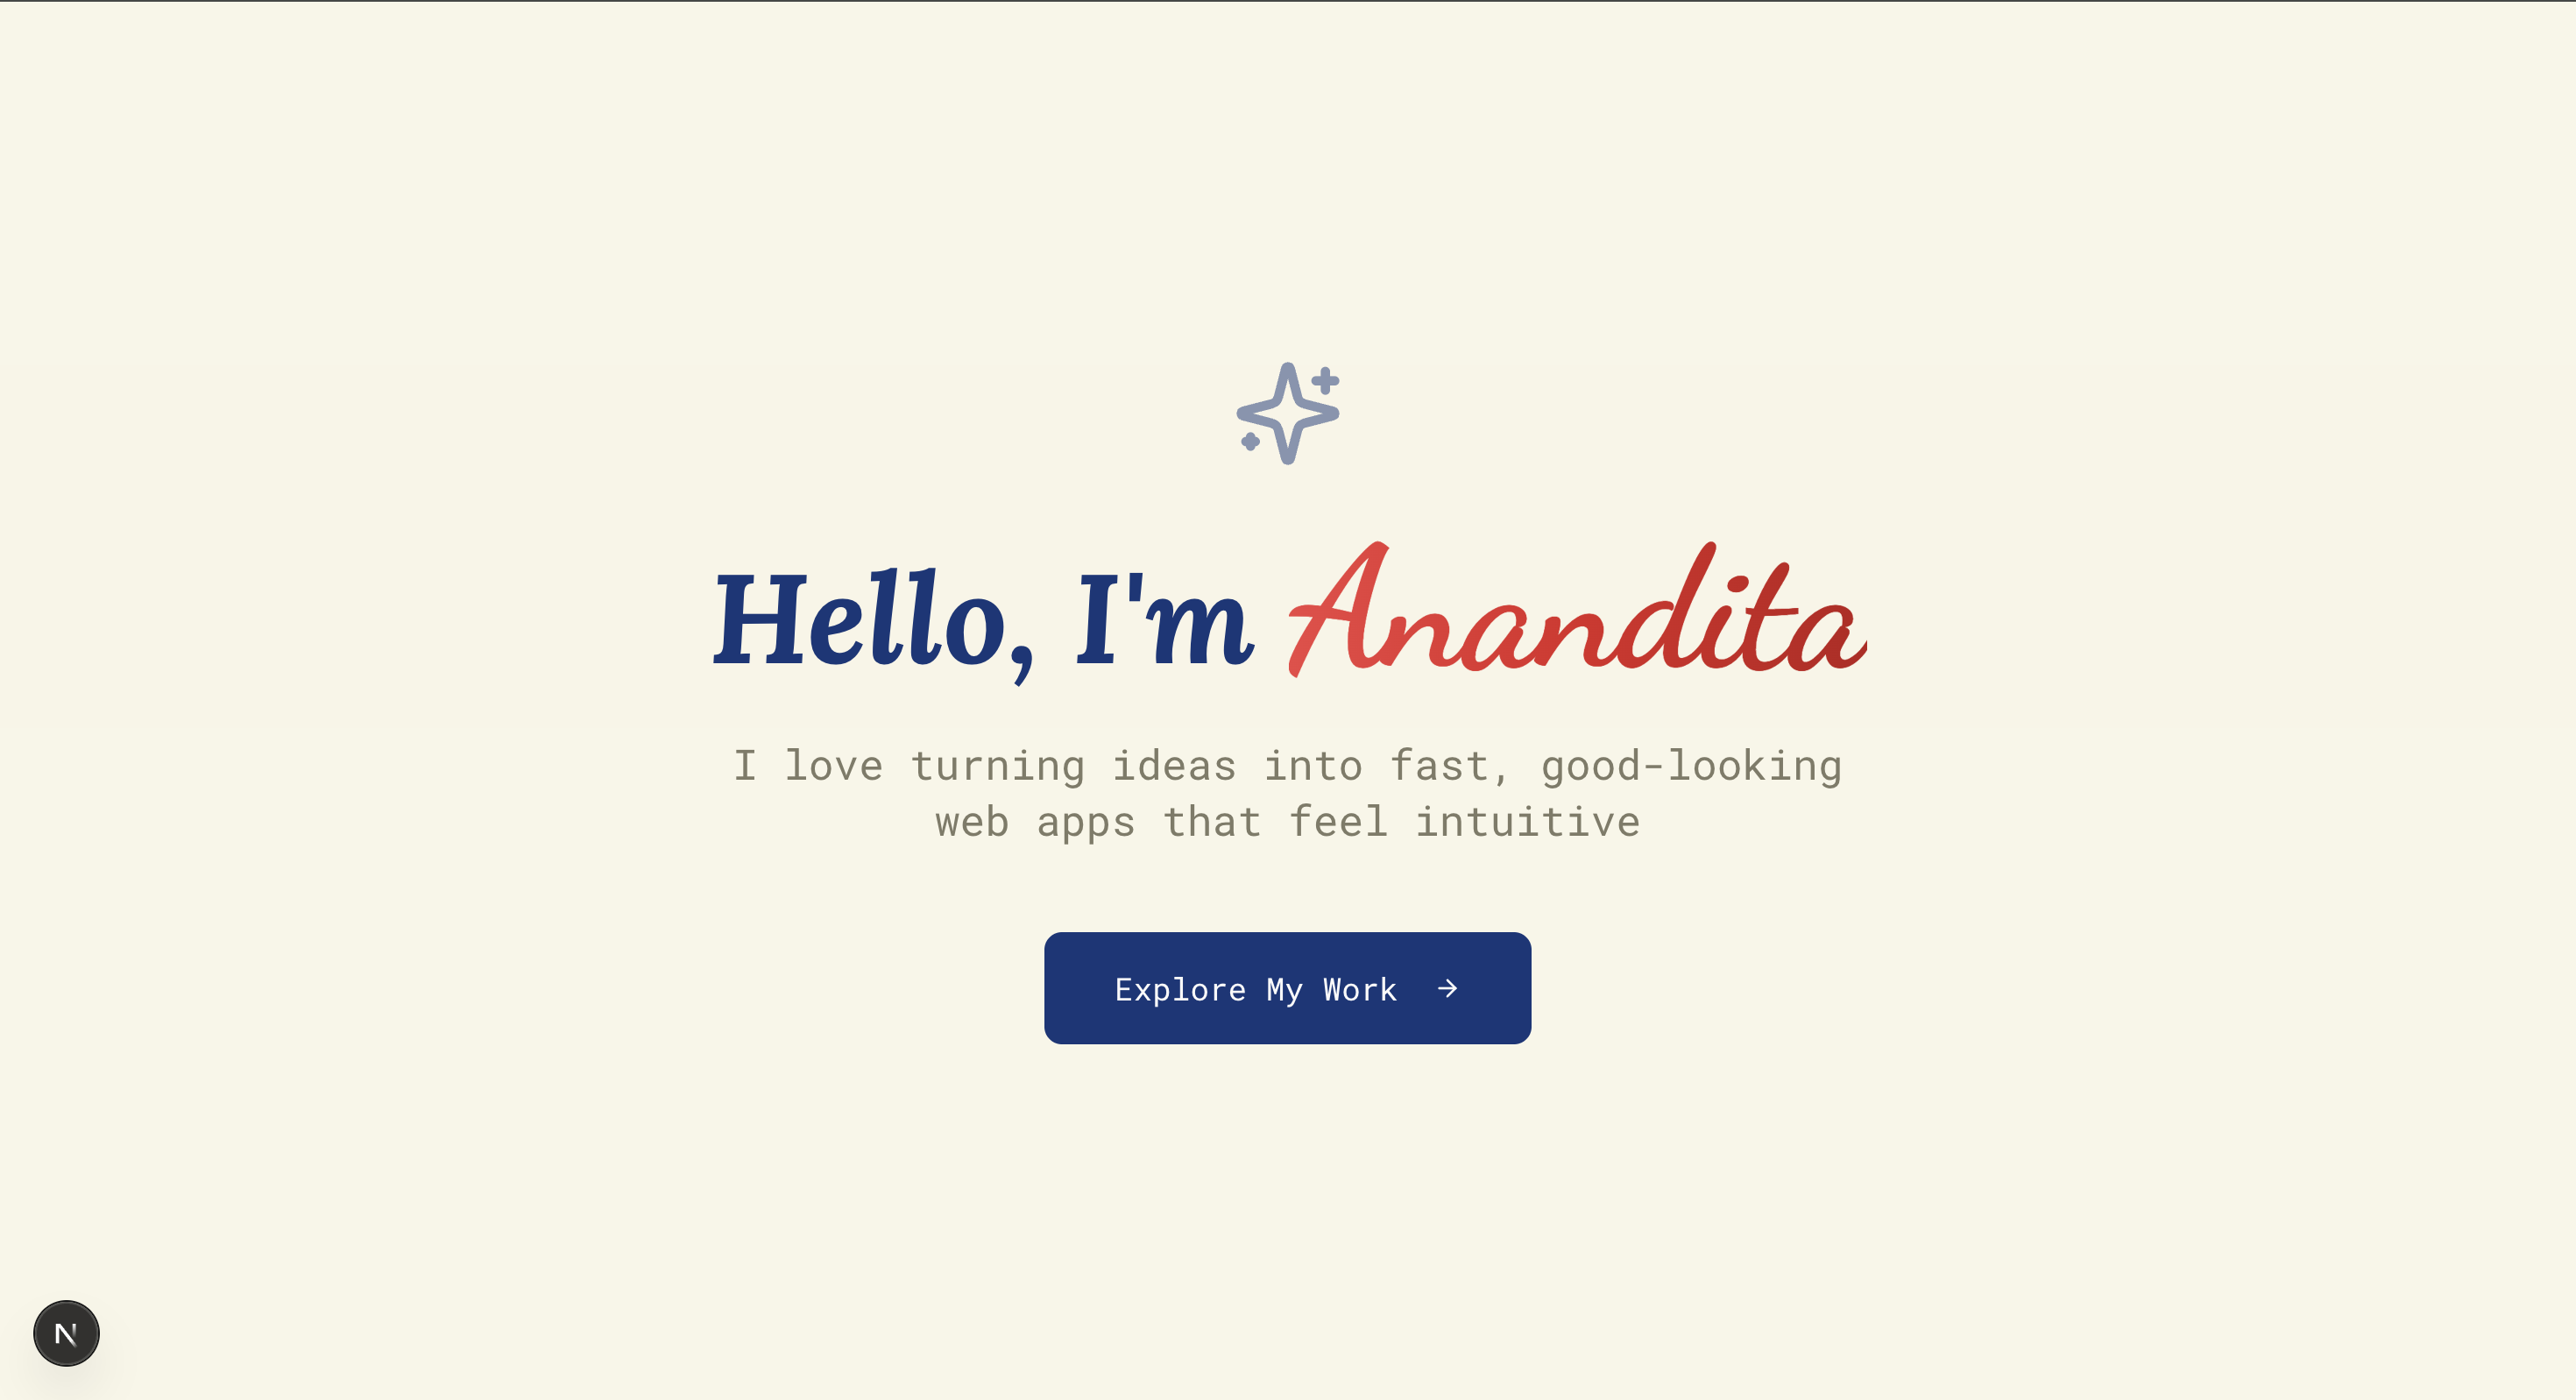 Hello, I'm Anandita
I love turning ideas into fast, good-looking
web apps that feel intuitive
Explore My Work →
N